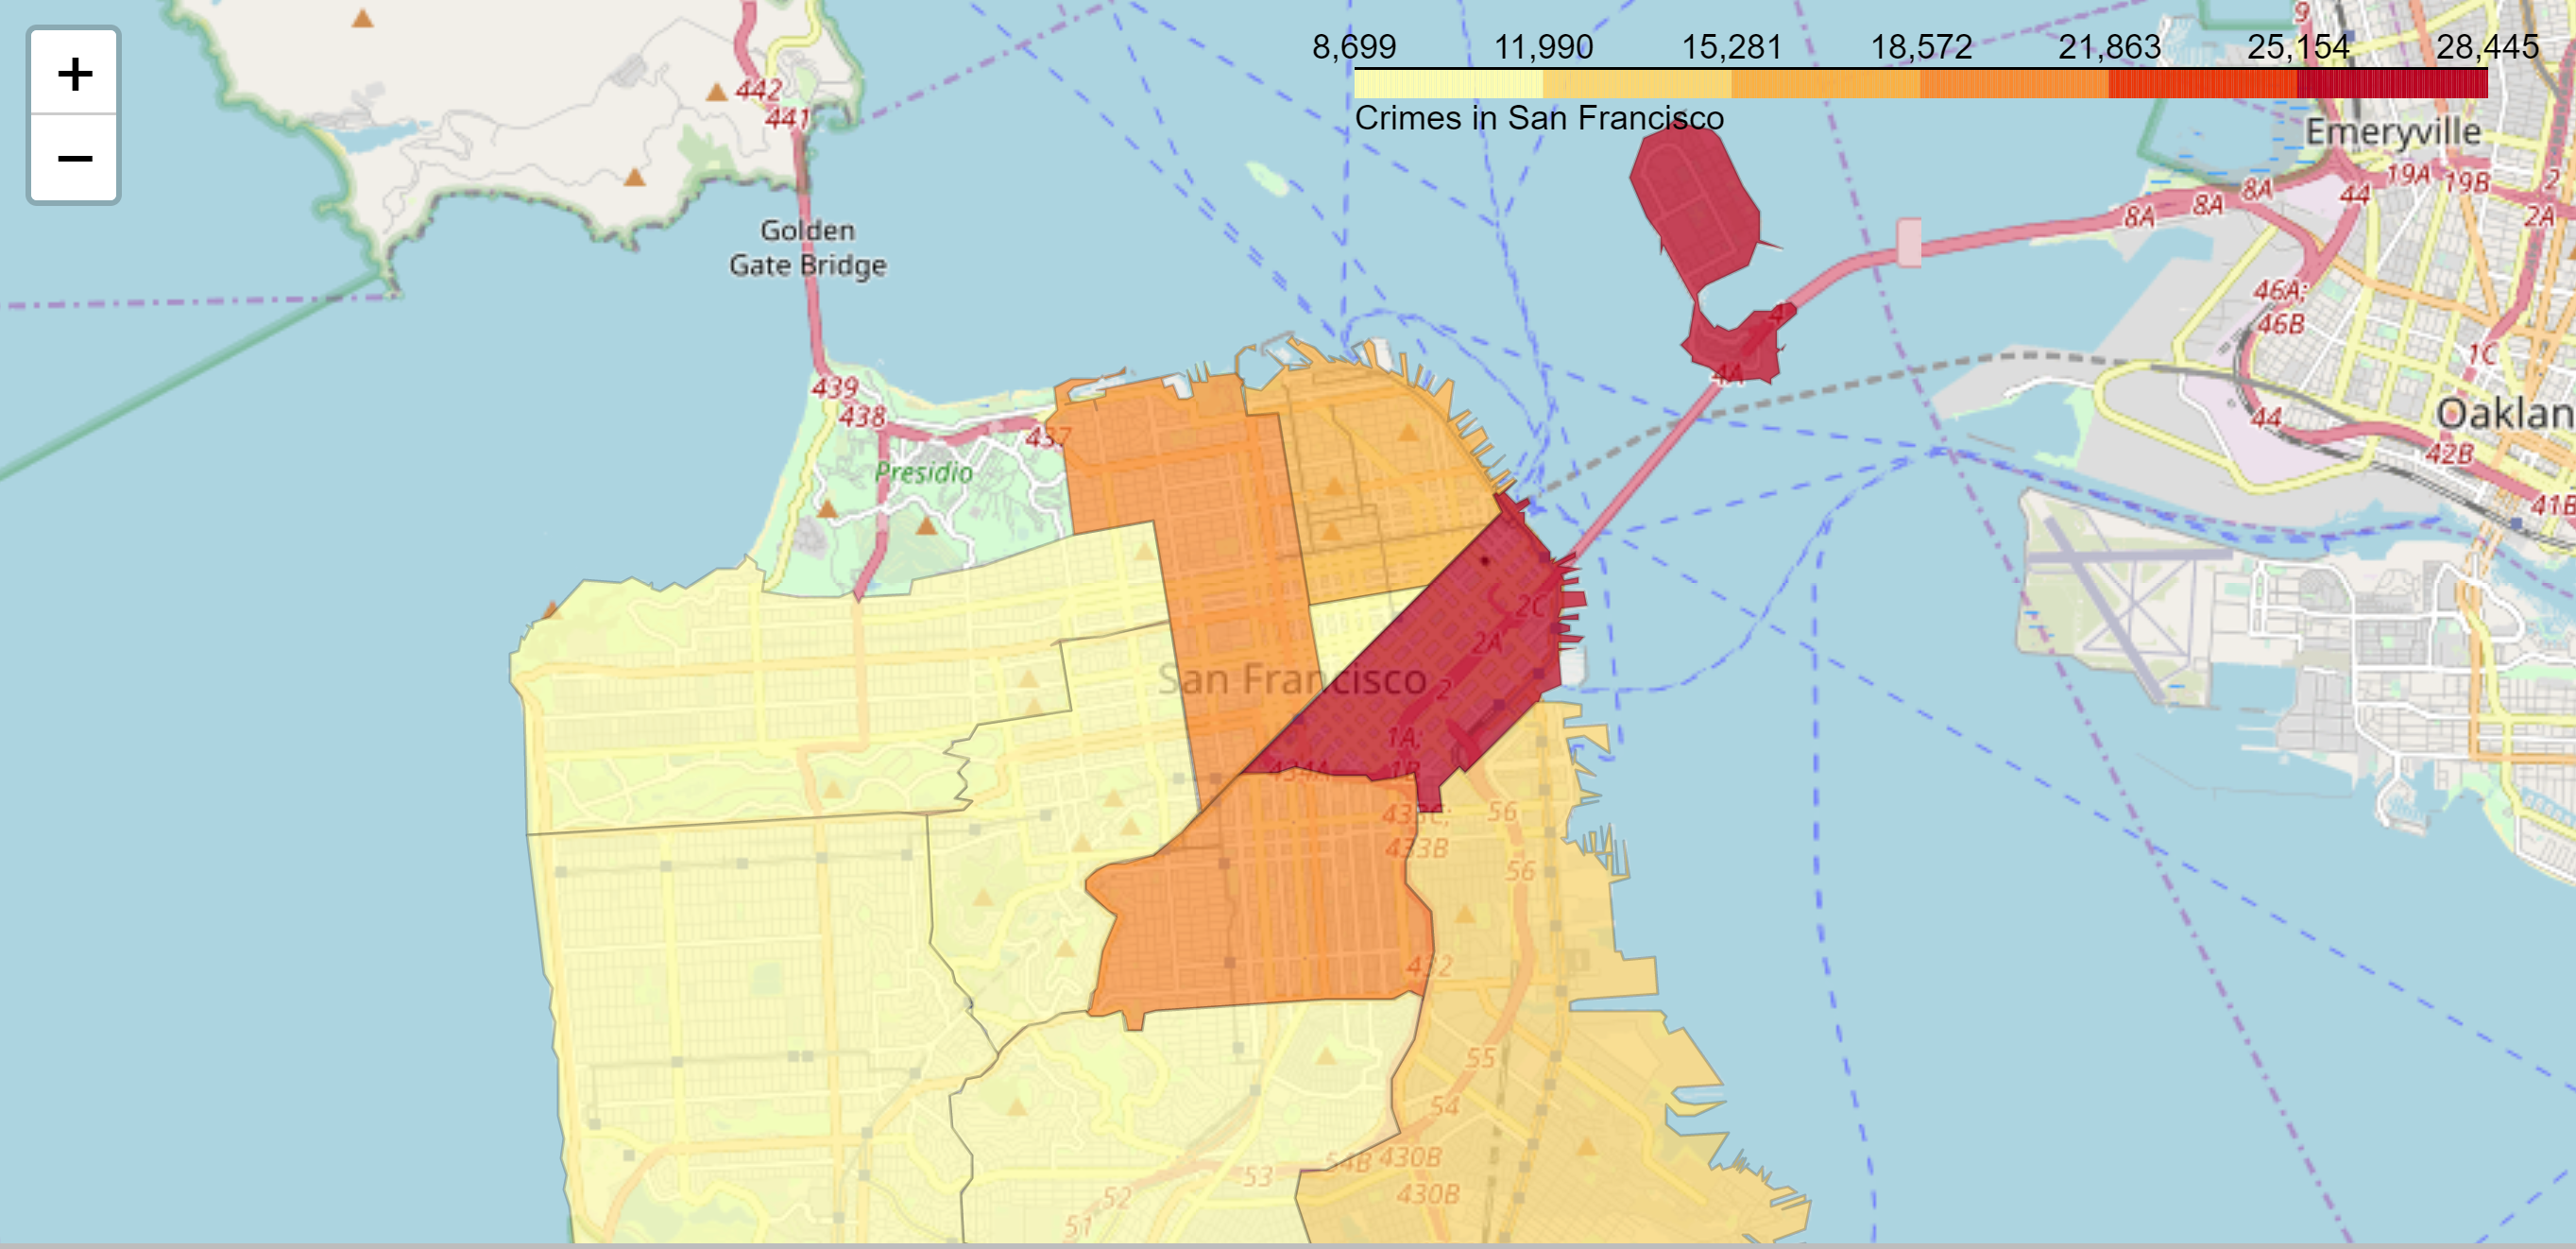 +
−
8,699 11,990 15,281 18,572 21,863 25,154 28,445
Crimes in San Francisco
9
442
441
Emeryville
19A 19B 2
44
8A 8A 8A
2A
Golden
Gate Bridge
46A;
46B
4
4A
1C
439
438
437
Oaklan
44
42B
41B
Presidio
2C
2A
San Francisco
2
1A;
1B
434A
433C;
433B
56
56
432
55
54
54B 430B
430B
53
52
51